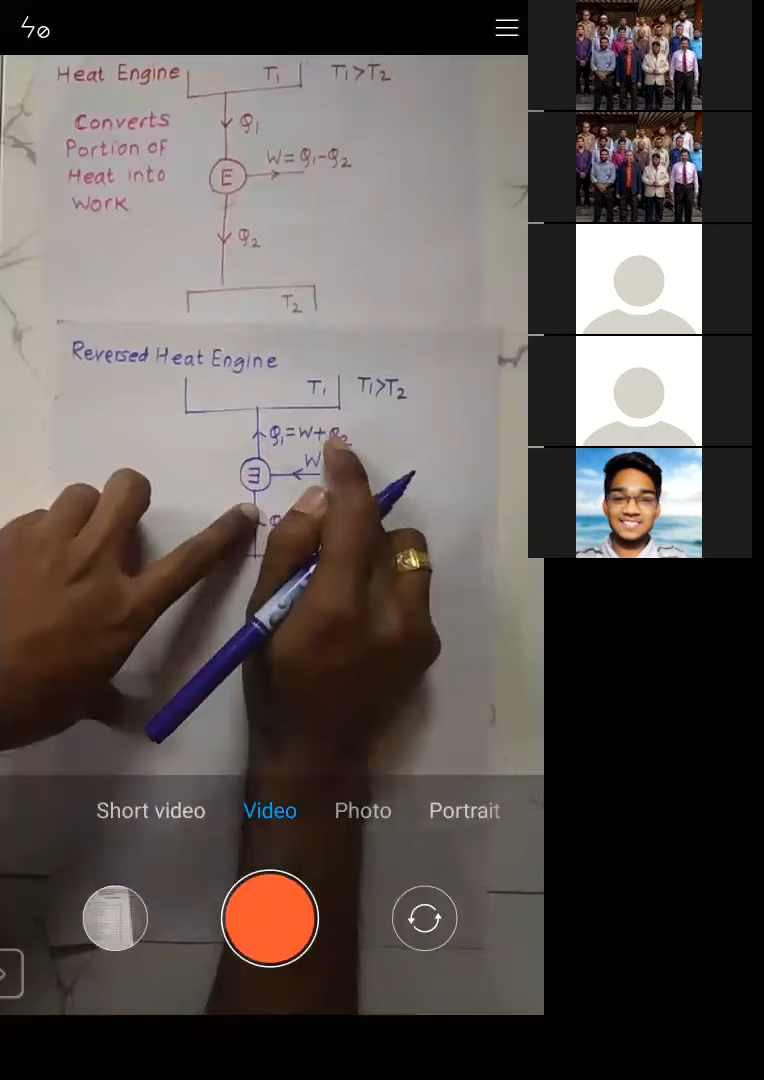 Heat Engine
T1
T1>T2
Converts
Portion of
Heat into
Work
Q1
W=Q1-Q2
E
Q2
T2
Reversed Heat Engine
T1
T1>T2
Q1=W+Q2
W
E
Short video
Video
Photo
Portrait